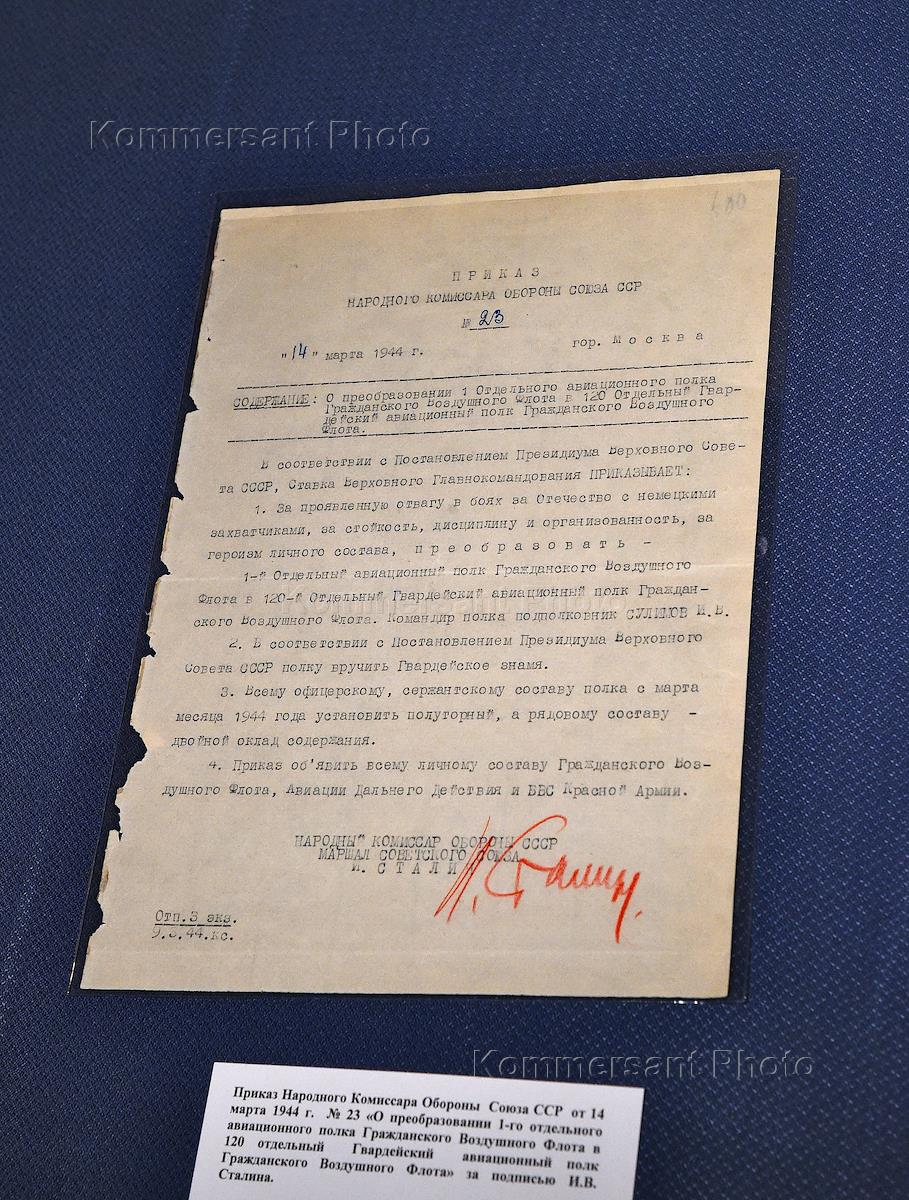 Kommersant Photo
ПРИКАЗ
НАРОДНОГО КОМИССАРА ОБОРОНЫ СОЮЗА ССР
№ 23
"14" марта 1944 г. гор. Москва
СОДЕРЖАНИЕ: О преобразовании 1 Отдельного авиационного полка
Гражданского Воздушного Флота в 120 Отдельный Гвар-
дейский авиационный полк Гражданского Воздушного
Флота.
В соответствии с Постановлением Президиума Верховного Сове-
та СССР, Ставка Верховного Главнокомандования ПРИКАЗЫВАЕТ:
1. За проявленную отвагу в боях за Отечество с немецкими
захватчиками, за стойкость, дисциплину и организованность, за
героизм личного состава, преобразовать -
1-й Отдельный авиационный полк Гражданского Воздушного
Флота в 120-й Отдельный Гвардейский авиационный полк Граждан-
ского Воздушного Флота. Командир полка подполковник СУЛИМОВ И.В.
2. В соответствии с Постановлением Президиума Верховного
Совета СССР полку вручить Гвардейское знамя.
3. Всему офицерскому, сержантскому составу полка с марта
месяца 1944 года установить полуторный, а рядовому составу -
двойной оклад содержания.
4. Приказ об'явить всему личному составу Гражданского Воз-
душного Флота, Авиации Дальнего Действия и ВВС Красной Армии.
НАРОДНЫЙ КОМИССАР ОБОРОНЫ СССР
МАРШАЛ СОВЕТСКОГО СОЮЗА
И. СТАЛИН
И. Сталин.
Отп. 3 экз.
9.3.44.кс.
Kommersant Photo
Приказ Народного Комиссара Обороны Союза ССР от 14
марта 1944 г. № 23 «О преобразовании 1-го отдельного
авиационного полка Гражданского Воздушного Флота в
120 отдельный Гвардейский авиационный полк
Гражданского Воздушного Флота» за подписью И.В.
Сталина.